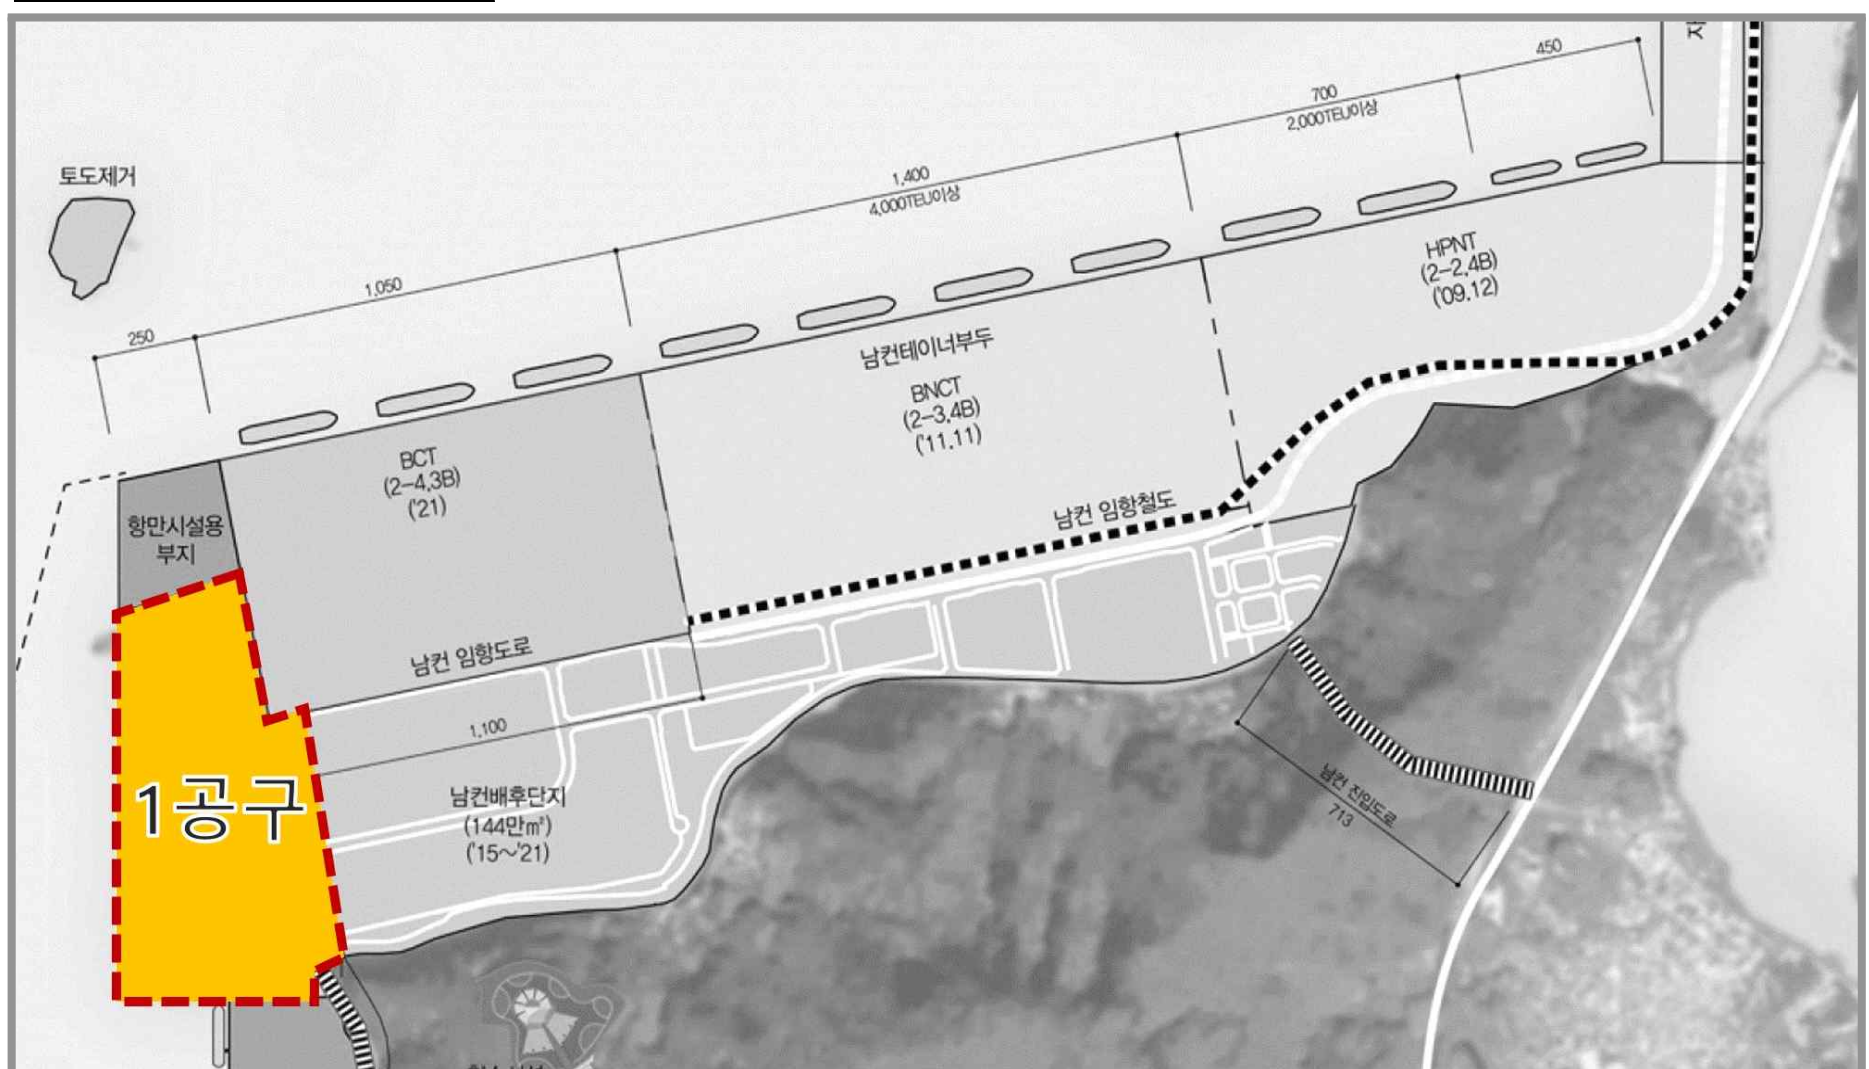 450
700
2,000TEU이상
1,400
4,000TEU이상
토도제거
1,050
250
HPNT
(2-2,4B)
('09.12)
남컨테이너부두
BNCT
(2-3,4B)
('11.11)
BCT
(2-4,3B)
('21)
항만시설용
부지
남컨 임항철도
남컨 임항도로
1,100
1공구
남컨배후단지
(144만㎡)
('15~'21)
남컨 진입도로
713